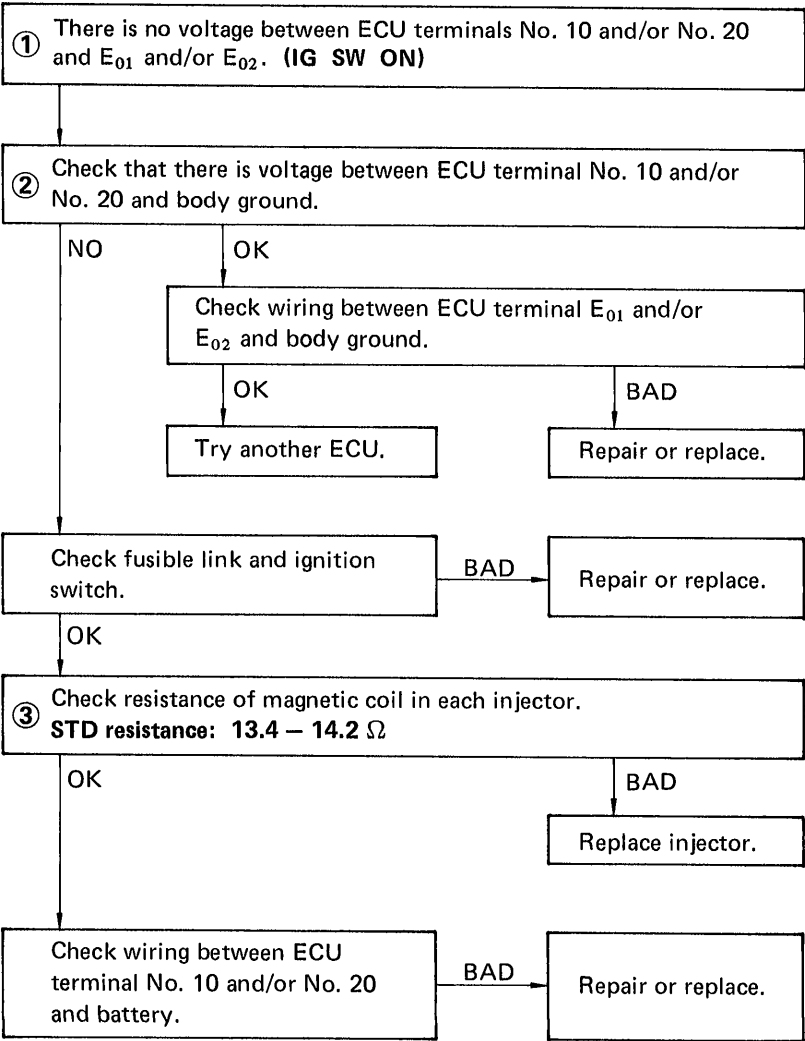 ① There is no voltage between ECU terminals No. 10 and/or No. 20
and E₀₁ and/or E₀₂. (IG SW ON)
② Check that there is voltage between ECU terminal No. 10 and/or
No. 20 and body ground.
NO
OK
Check wiring between ECU terminal E₀₁ and/or
E₀₂ and body ground.
OK
BAD
Try another ECU.
Repair or replace.
Check fusible link and ignition
switch.
BAD
Repair or replace.
OK
③ Check resistance of magnetic coil in each injector.
STD resistance: 13.4 – 14.2 Ω
OK
BAD
Replace injector.
Check wiring between ECU
terminal No. 10 and/or No. 20
and battery.
BAD
Repair or replace.